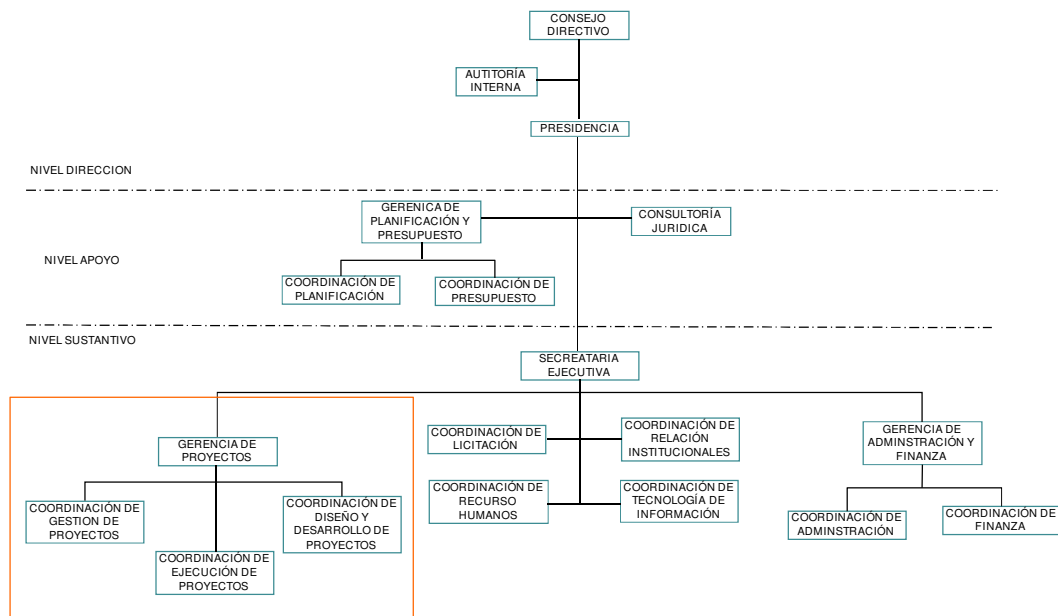 CONSEJO
DIRECTIVO
AUTITORÍA
INTERNA
PRESIDENCIA
NIVEL DIRECCION
GERENICA DE
PLANIFICACIÓN Y
PRESUPUESTO
CONSULTORÍA
JURIDICA
NIVEL APOYO
COORDINACIÓN DE
PLANIFICACIÓN
COORDINACIÓN DE
PRESUPUESTO
NIVEL SUSTANTIVO
SECREATARIA
EJECUTIVA
GERENCIA DE
PROYECTOS
COORDINACIÓN DE
LICITACIÓN
COORDINACIÓN DE
RELACIÓN
INSTITUCIONALES
GERENCIA DE
ADMINSTRACIÓN Y
FINANZA
COORDINACIÓN DE
GESTION DE
PROYECTOS
COORDINACIÓN DE
DISEÑO Y
DESARROLLO DE
PROYECTOS
COORDINACIÓN DE
RECURSO
HUMANOS
COORDINACIÓN DE
TECNOLOGÍA DE
INFORMACIÓN
COORDINACIÓN DE
ADMINSTRACIÓN
COORDINACIÓN DE
FINANZA
COORDINACIÓN DE
EJECUCIÓN DE
PROYECTOS